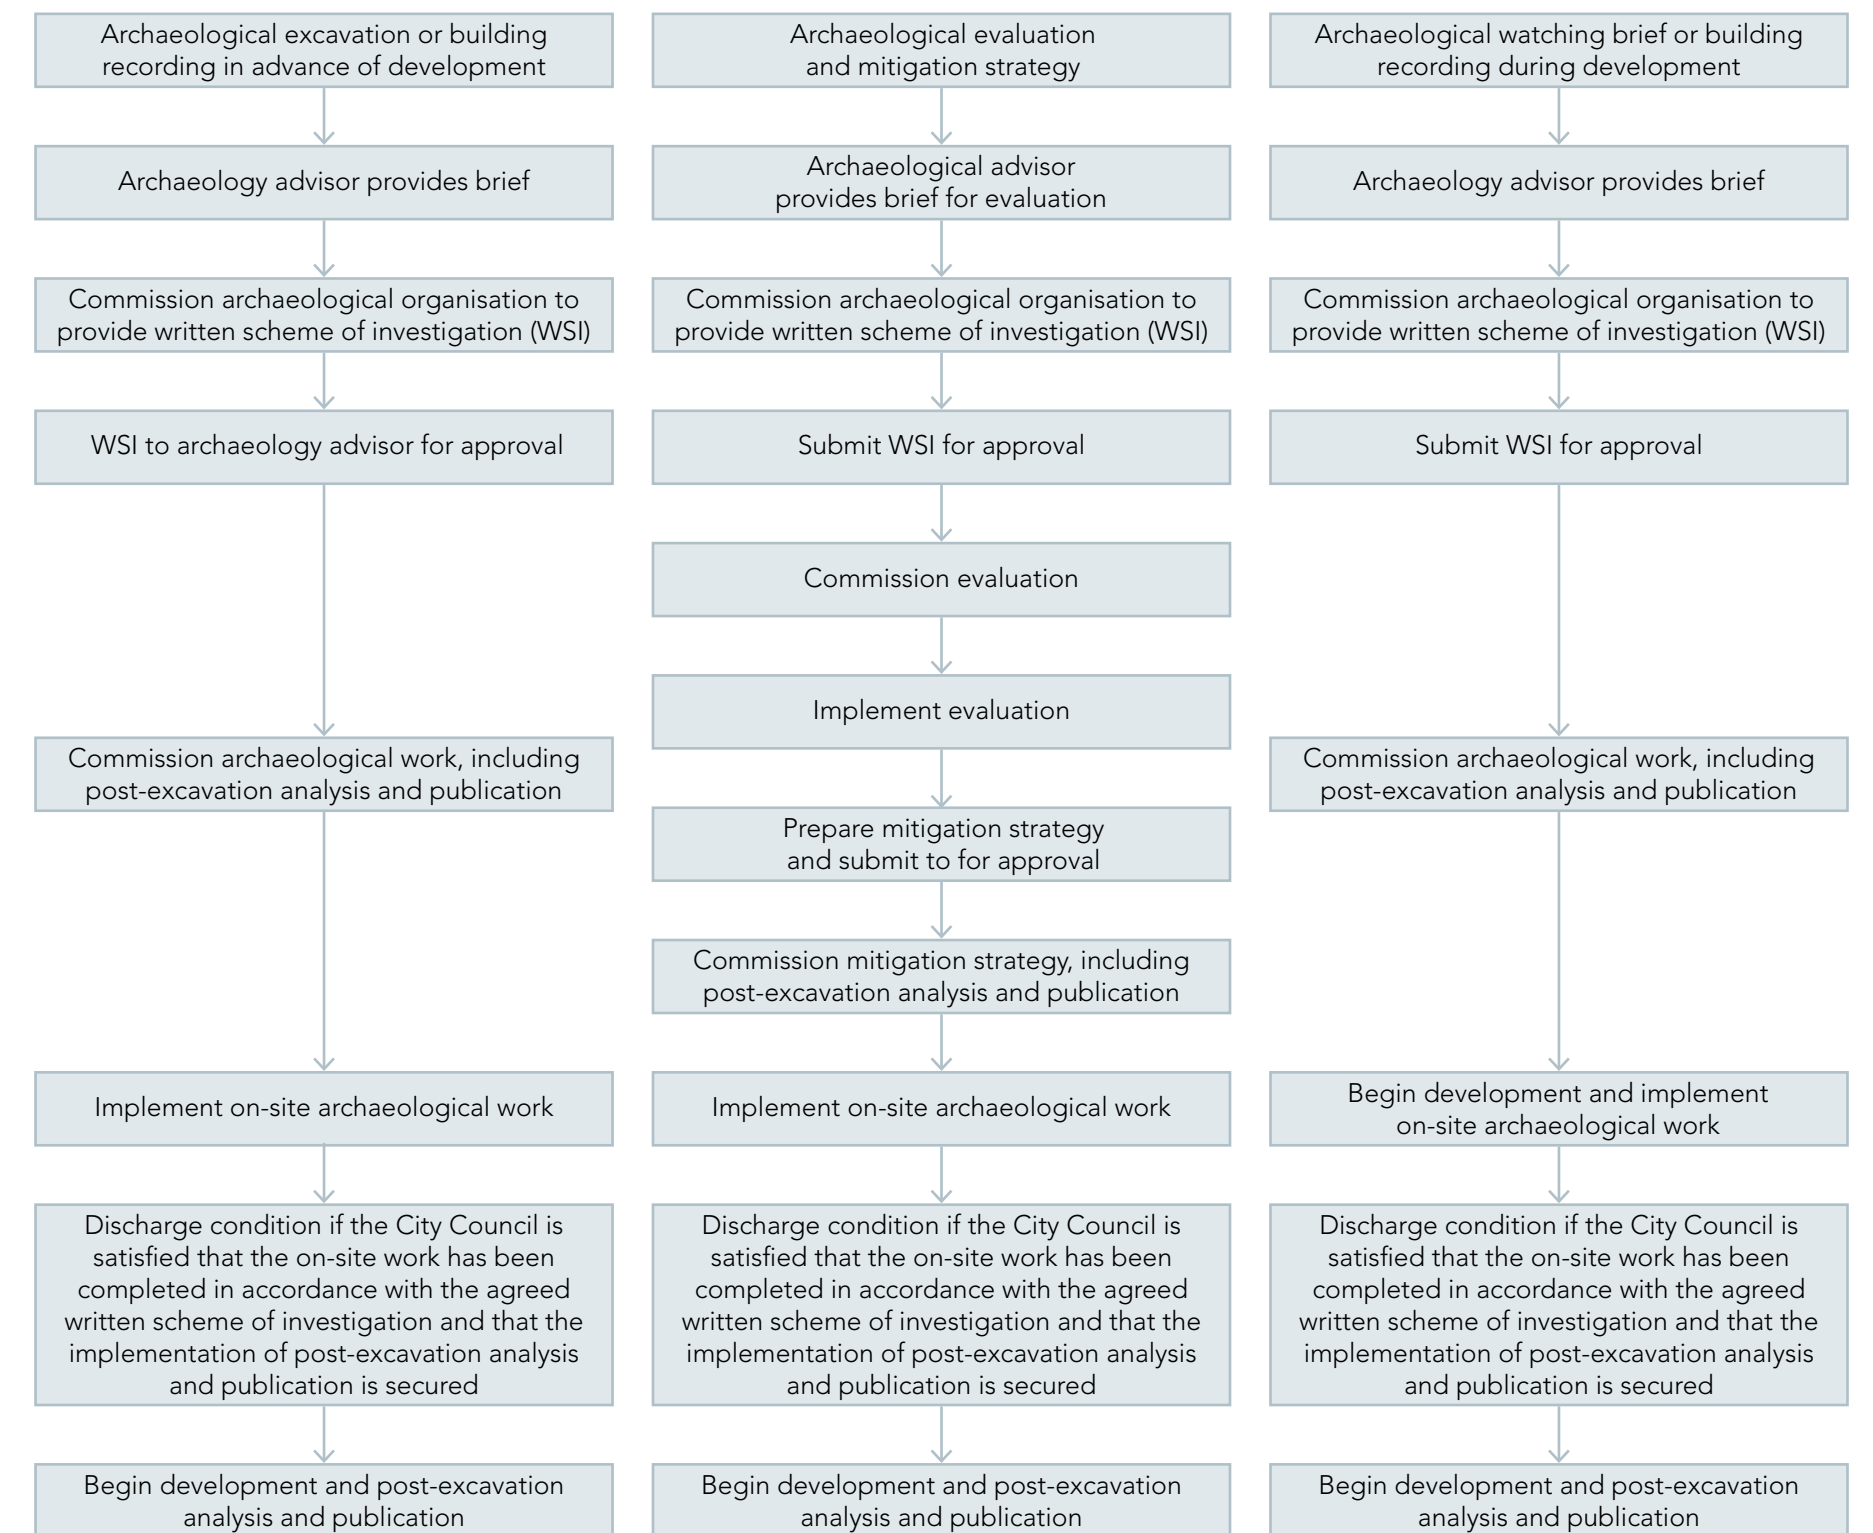 Archaeological excavation or building
recording in advance of development
Archaeology advisor provides brief
Commission archaeological organisation to
provide written scheme of investigation (WSI)
WSI to archaeology advisor for approval
Commission archaeological work, including
post-excavation analysis and publication
Implement on-site archaeological work
Discharge condition if the City Council is
satisfied that the on-site work has been
completed in accordance with the agreed
written scheme of investigation and that the
implementation of post-excavation analysis
and publication is secured
Begin development and post-excavation
analysis and publication
Archaeological evaluation
and mitigation strategy
Archaeological advisor
provides brief for evaluation
Commission archaeological organisation to
provide written scheme of investigation (WSI)
Submit WSI for approval
Commission evaluation
Implement evaluation
Prepare mitigation strategy
and submit to for approval
Commission mitigation strategy, including
post-excavation analysis and publication
Implement on-site archaeological work
Discharge condition if the City Council is
satisfied that the on-site work has been
completed in accordance with the agreed
written scheme of investigation and that the
implementation of post-excavation analysis
and publication is secured
Begin development and post-excavation
analysis and publication
Archaeological watching brief or building
recording during development
Archaeology advisor provides brief
Commission archaeological organisation to
provide written scheme of investigation (WSI)
Submit WSI for approval
Commission archaeological work, including
post-excavation analysis and publication
Begin development and implement
on-site archaeological work
Discharge condition if the City Council is
satisfied that the on-site work has been
completed in accordance with the agreed
written scheme of investigation and that the
implementation of post-excavation analysis
and publication is secured
Begin development and post-excavation
analysis and publication